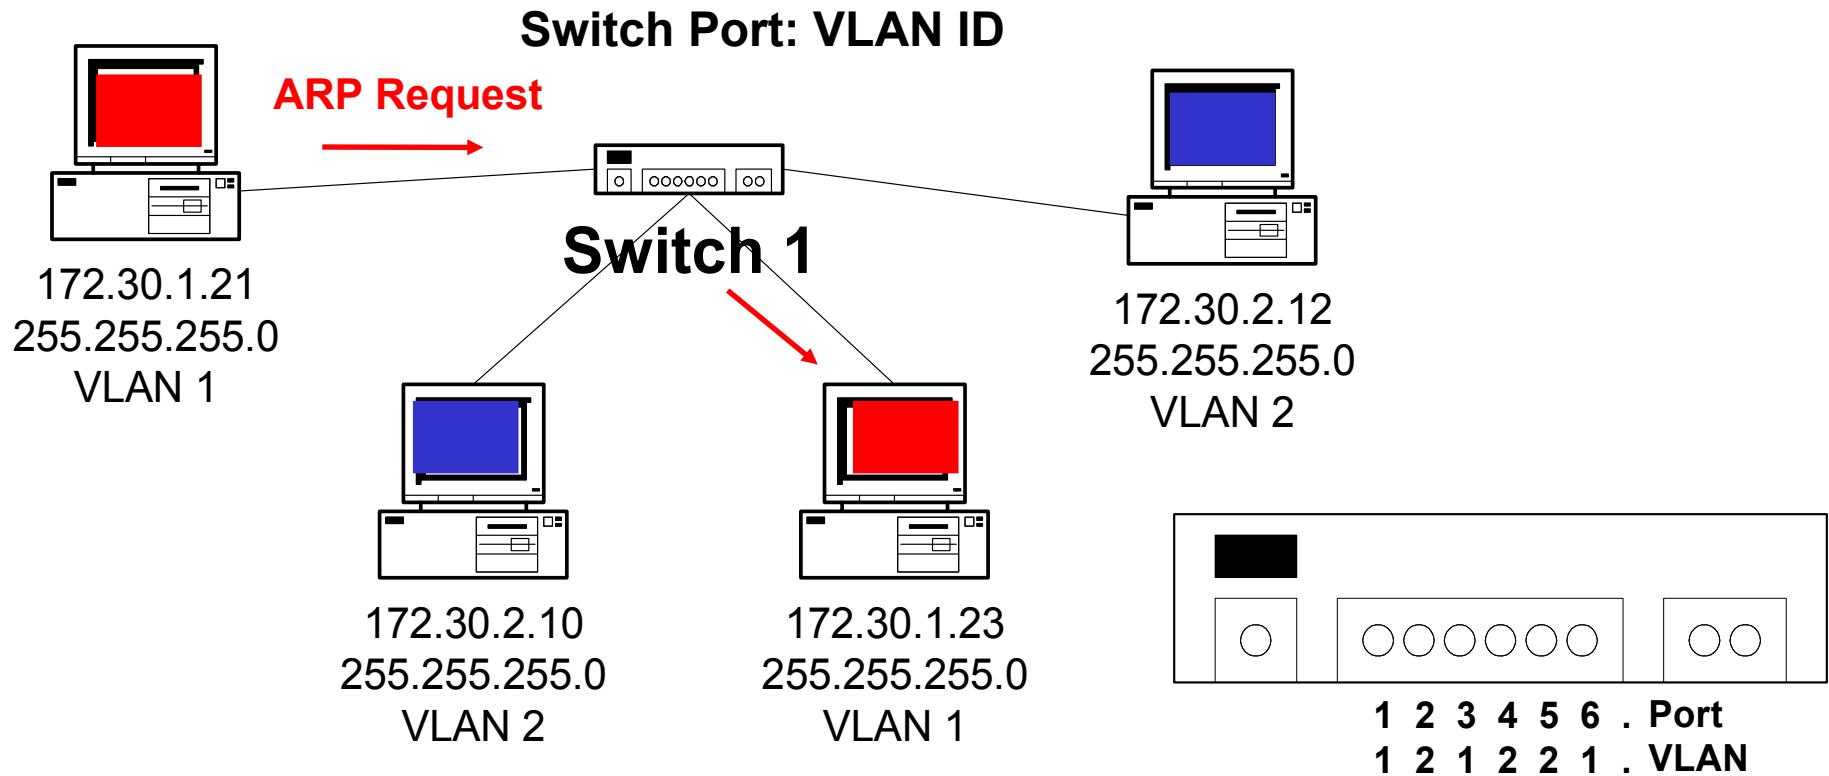 Switch Port: VLAN ID
ARP Request
Switch 1
172.30.1.21
255.255.255.0
VLAN 1
172.30.2.12
255.255.255.0
VLAN 2
172.30.2.10
255.255.255.0
VLAN 2
172.30.1.23
255.255.255.0
VLAN 1
1 2 3 4 5 6 . Port
1 2 1 2 2 1 . VLAN